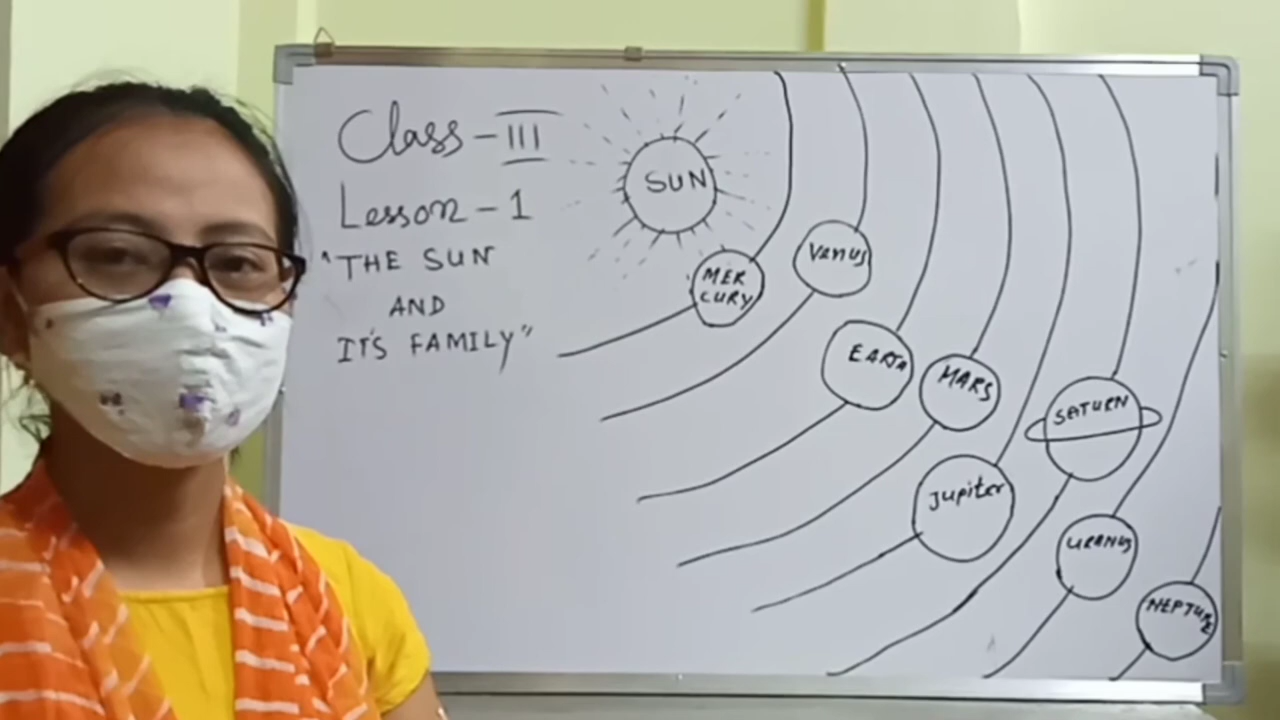 Class - III
Lesson - 1
"THE SUN
AND
IT'S FAMILY"
SUN
MER
CURY
Venus
EARTH
MARS
Jupiter
SATURN
URANUS
NEPTUNE